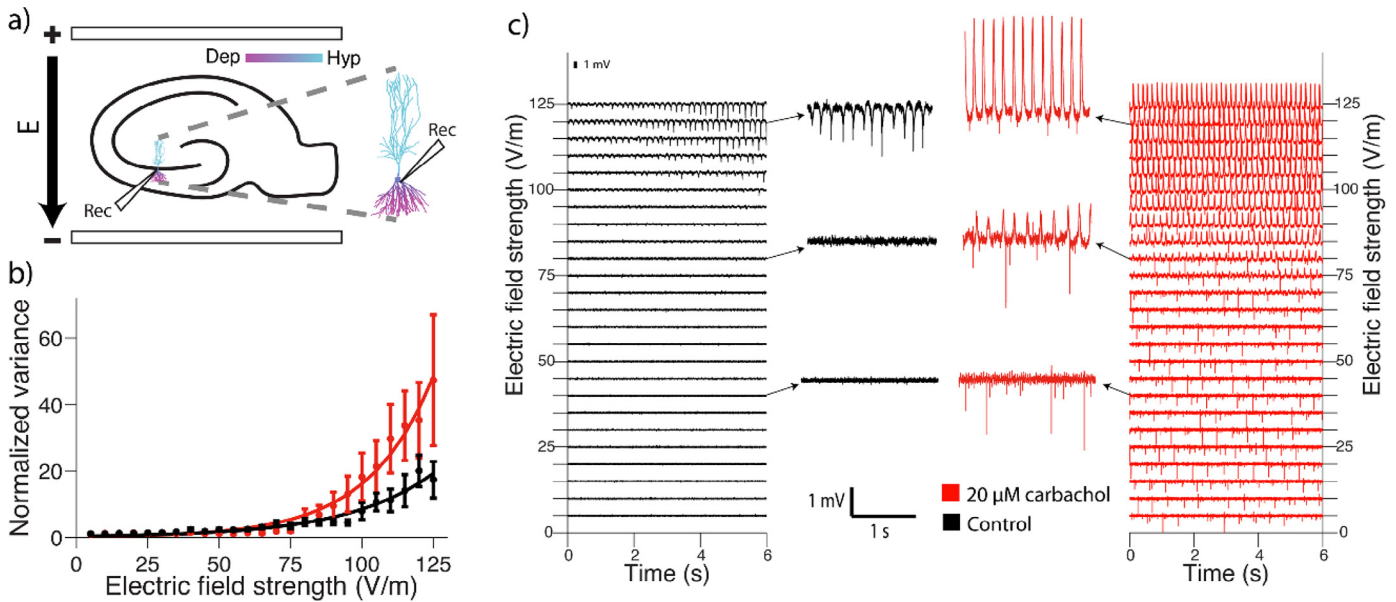 a)
+
E
−
Dep
Hyp
Rec
Rec
b)
Normalized variance
60
40
20
0
0
25
50
75
100
125
Electric field strength (V/m)
c)
1 mV
Electric field strength (V/m)
125
100
75
50
25
0
0
2
4
6
Time (s)
1 mV
1 s
20 µM carbachol
Control
125
100
75
50
25
0
Electric field strength (V/m)
0
2
4
6
Time (s)